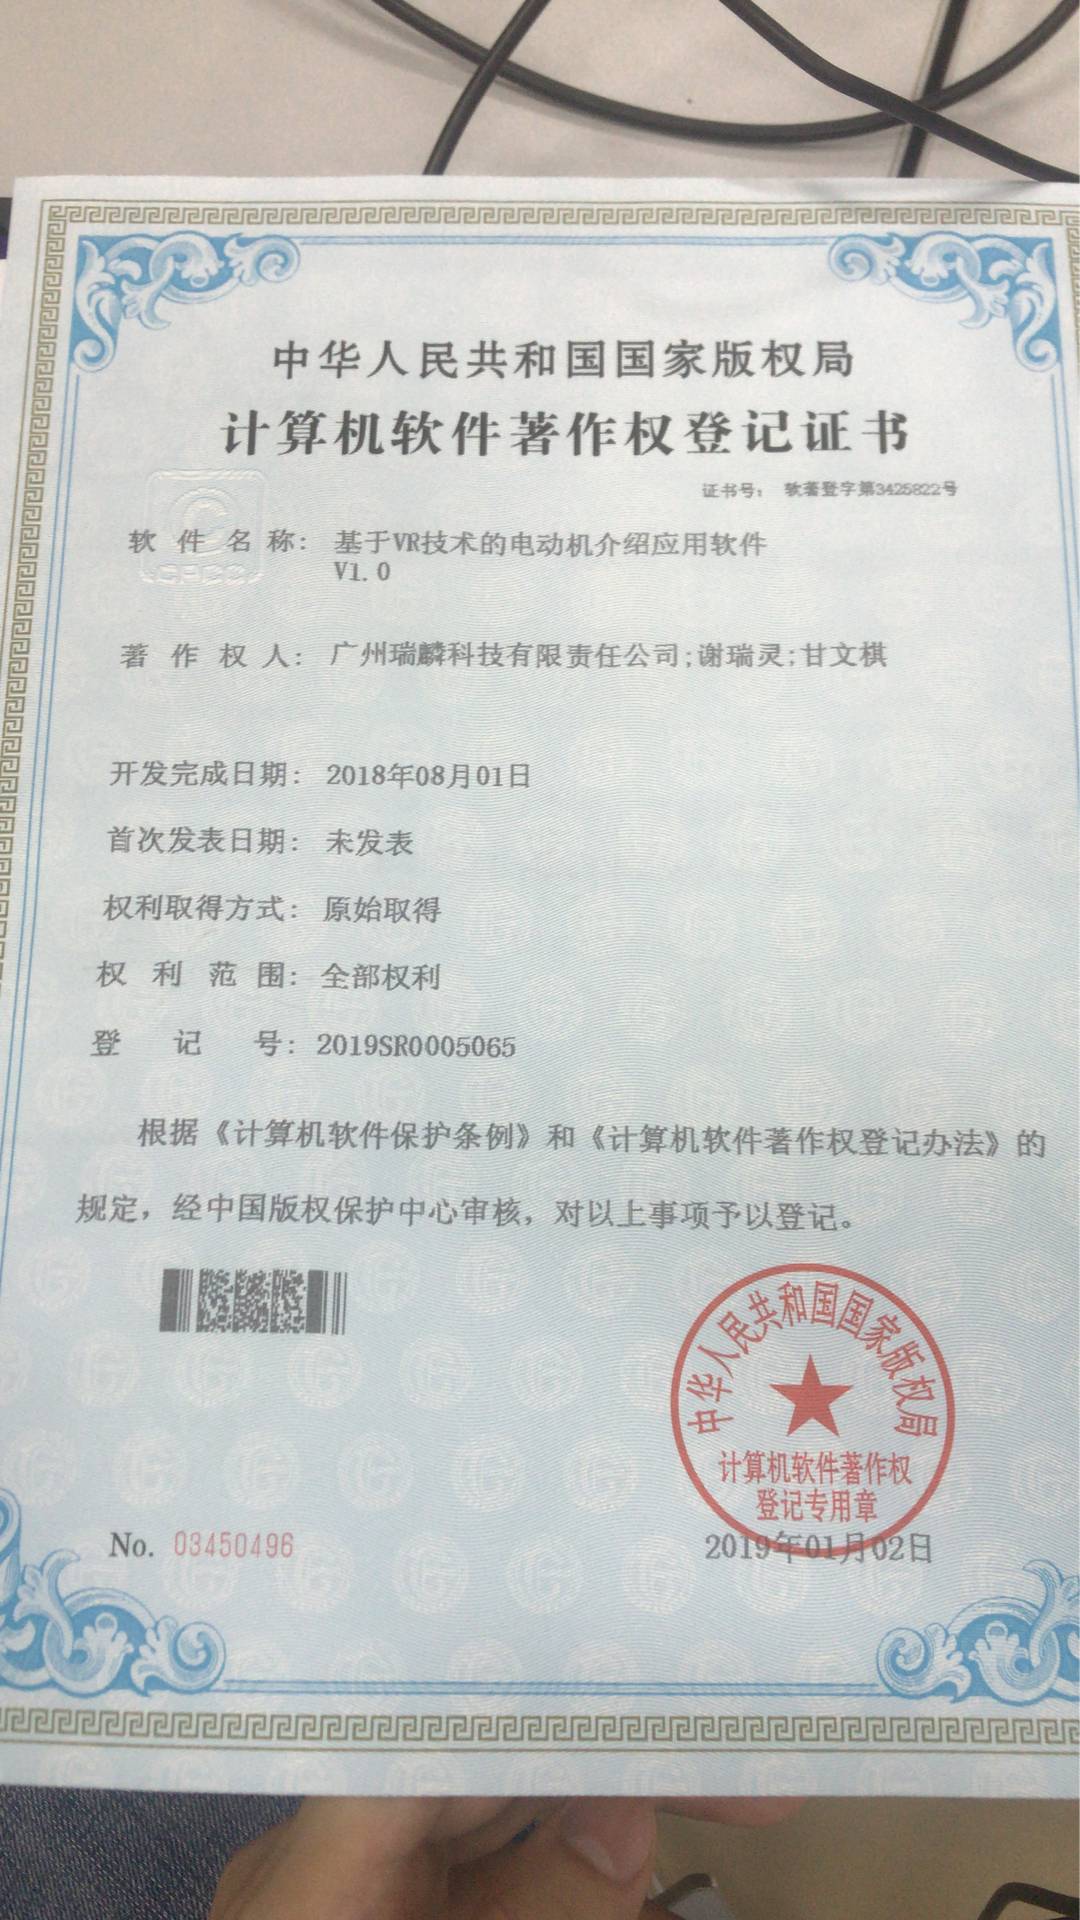 中华人民共和国国家版权局
计算机软件著作权登记证书
证书号： 软著登字第3425822号
软件名称： 基于VR技术的电动机介绍应用软件
V1.0
著作权人： 广州瑞麟科技有限责任公司;谢瑞灵;甘文棋
开发完成日期： 2018年08月01日
首次发表日期： 未发表
权利取得方式： 原始取得
权利范围： 全部权利
登记号： 2019SR0005065
根据《计算机软件保护条例》和《计算机软件著作权登记办法》的
规定，经中国版权保护中心审核，对以上事项予以登记。
中华人民共和国国家版权局
计算机软件著作权
登记专用章
No. 03450496
2019年01月02日